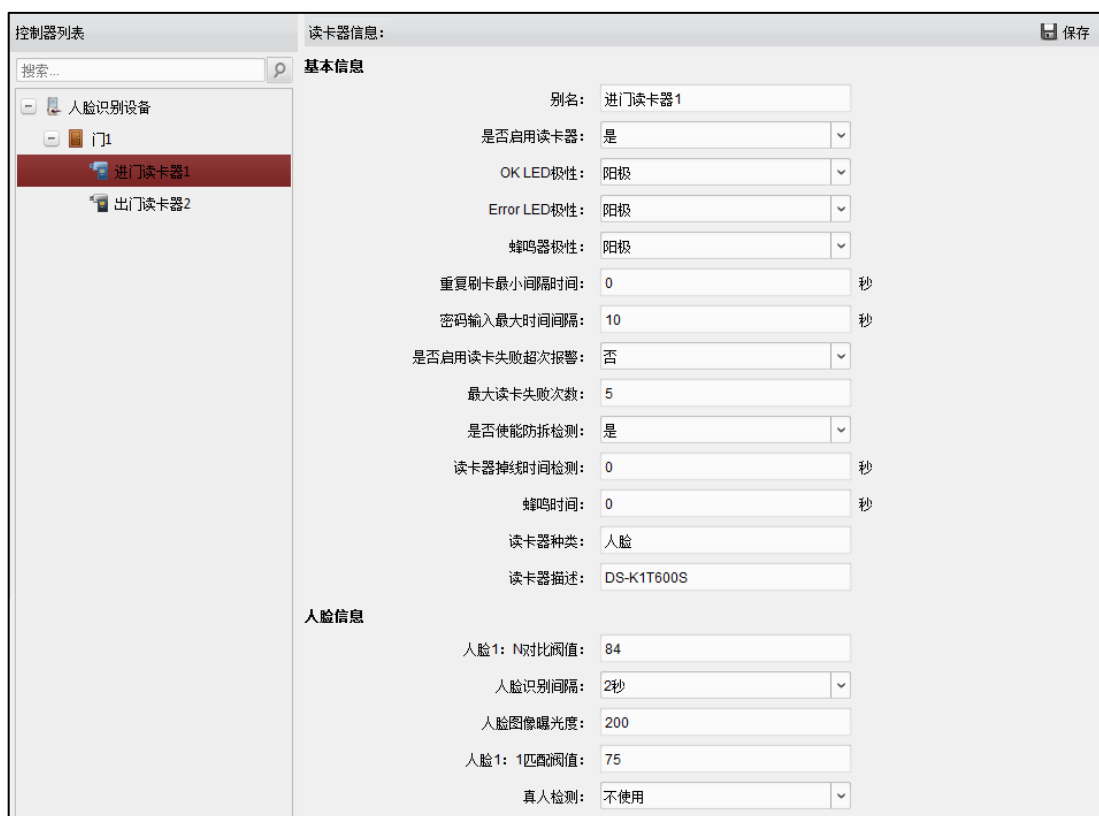 控制器列表
读卡器信息：
保存
搜索...
人脸识别设备
门1
进门读卡器1
出门读卡器2
基本信息
别名： 进门读卡器1
是否启用读卡器： 是
OK LED极性： 阳极
Error LED极性： 阳极
蜂鸣器极性： 阳极
重复刷卡最小间隔时间： 0 秒
密码输入最大时间间隔： 10 秒
是否启用读卡失败超次报警： 否
最大读卡失败次数： 5
是否使能防拆检测： 是
读卡器掉线时间检测： 0 秒
蜂鸣时间： 0 秒
读卡器种类： 人脸
读卡器描述： DS-K1T600S
人脸信息
人脸1：N对比阀值： 84
人脸识别间隔： 2秒
人脸图像曝光度： 200
人脸1：1匹配阀值： 75
真人检测： 不使用